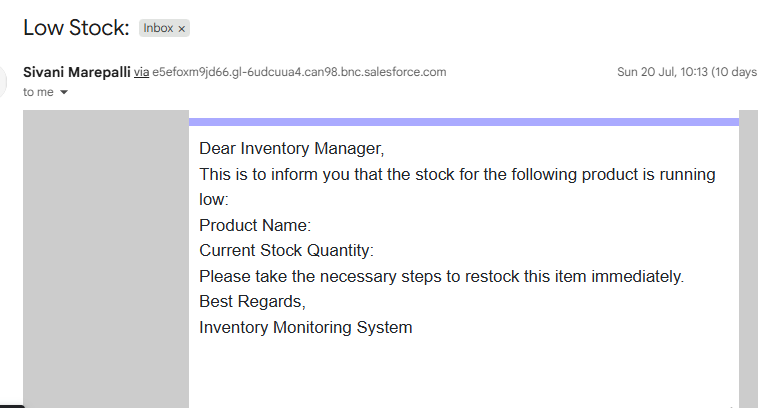 Low Stock: Inbox x
Sivani Marepalli via e5efoxm9jd66.gl-6udcuua4.can98.bnc.salesforce.com Sun 20 Jul, 10:13 (10 days
to me
Dear Inventory Manager,
This is to inform you that the stock for the following product is running
low:
Product Name:
Current Stock Quantity:
Please take the necessary steps to restock this item immediately.
Best Regards,
Inventory Monitoring System